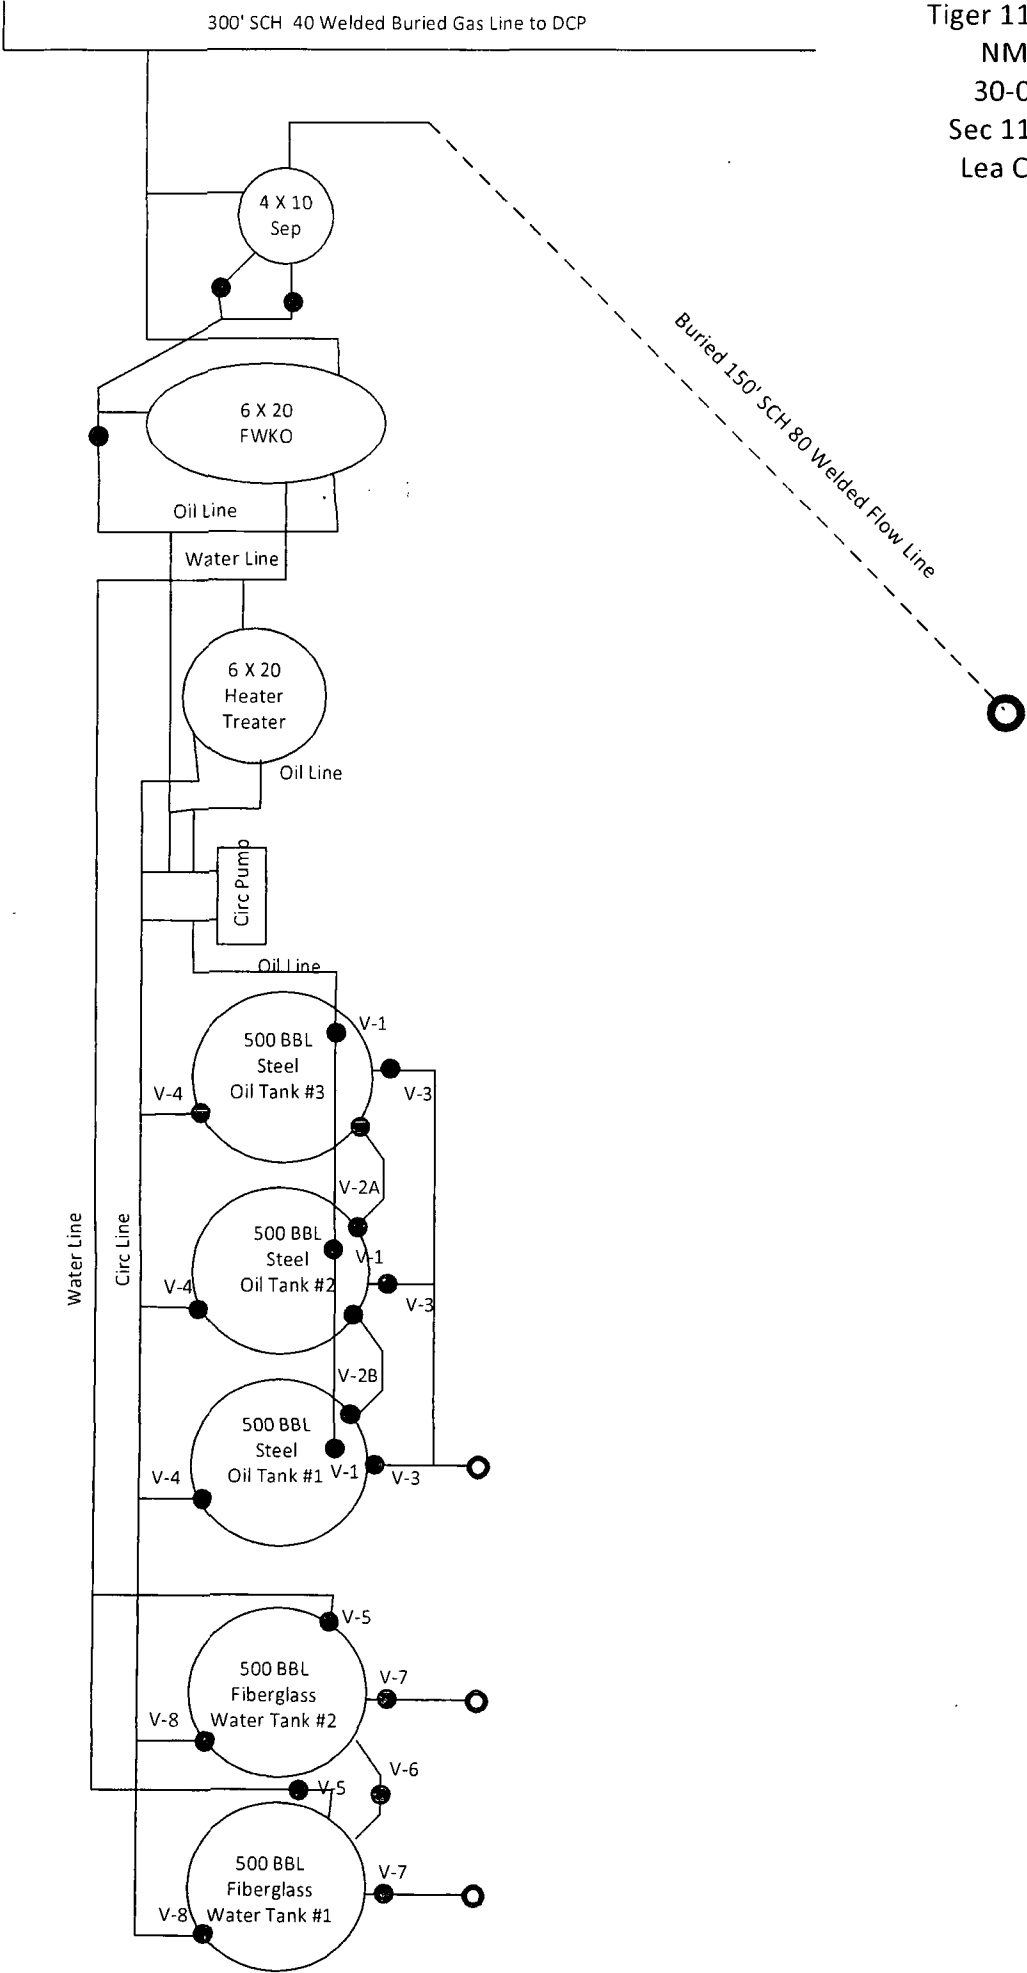 300' SCH 40 Welded Buried Gas Line to DCP
Tiger 11
NM
30-0
Sec 11
Lea C
4 X 10
Sep
Buried 150' SCH 80 Welded Flow Line
6 X 20
FWKO
Oil Line
Water Line
6 X 20
Heater
Treater
Oil Line
Circ Pump
Oil Line
V-1
500 BBL
Steel
Oil Tank #3
V-4
V-3
V-2A
Water Line
Circ Line
500 BBL
Steel
Oil Tank #2
V-1
V-4
V-3
V-2B
500 BBL
Steel
Oil Tank #1
V-1
V-4
V-3
V-5
500 BBL
Fiberglass
Water Tank #2
V-7
V-8
V-6
V-5
500 BBL
Fiberglass
Water Tank #1
V-7
V-8